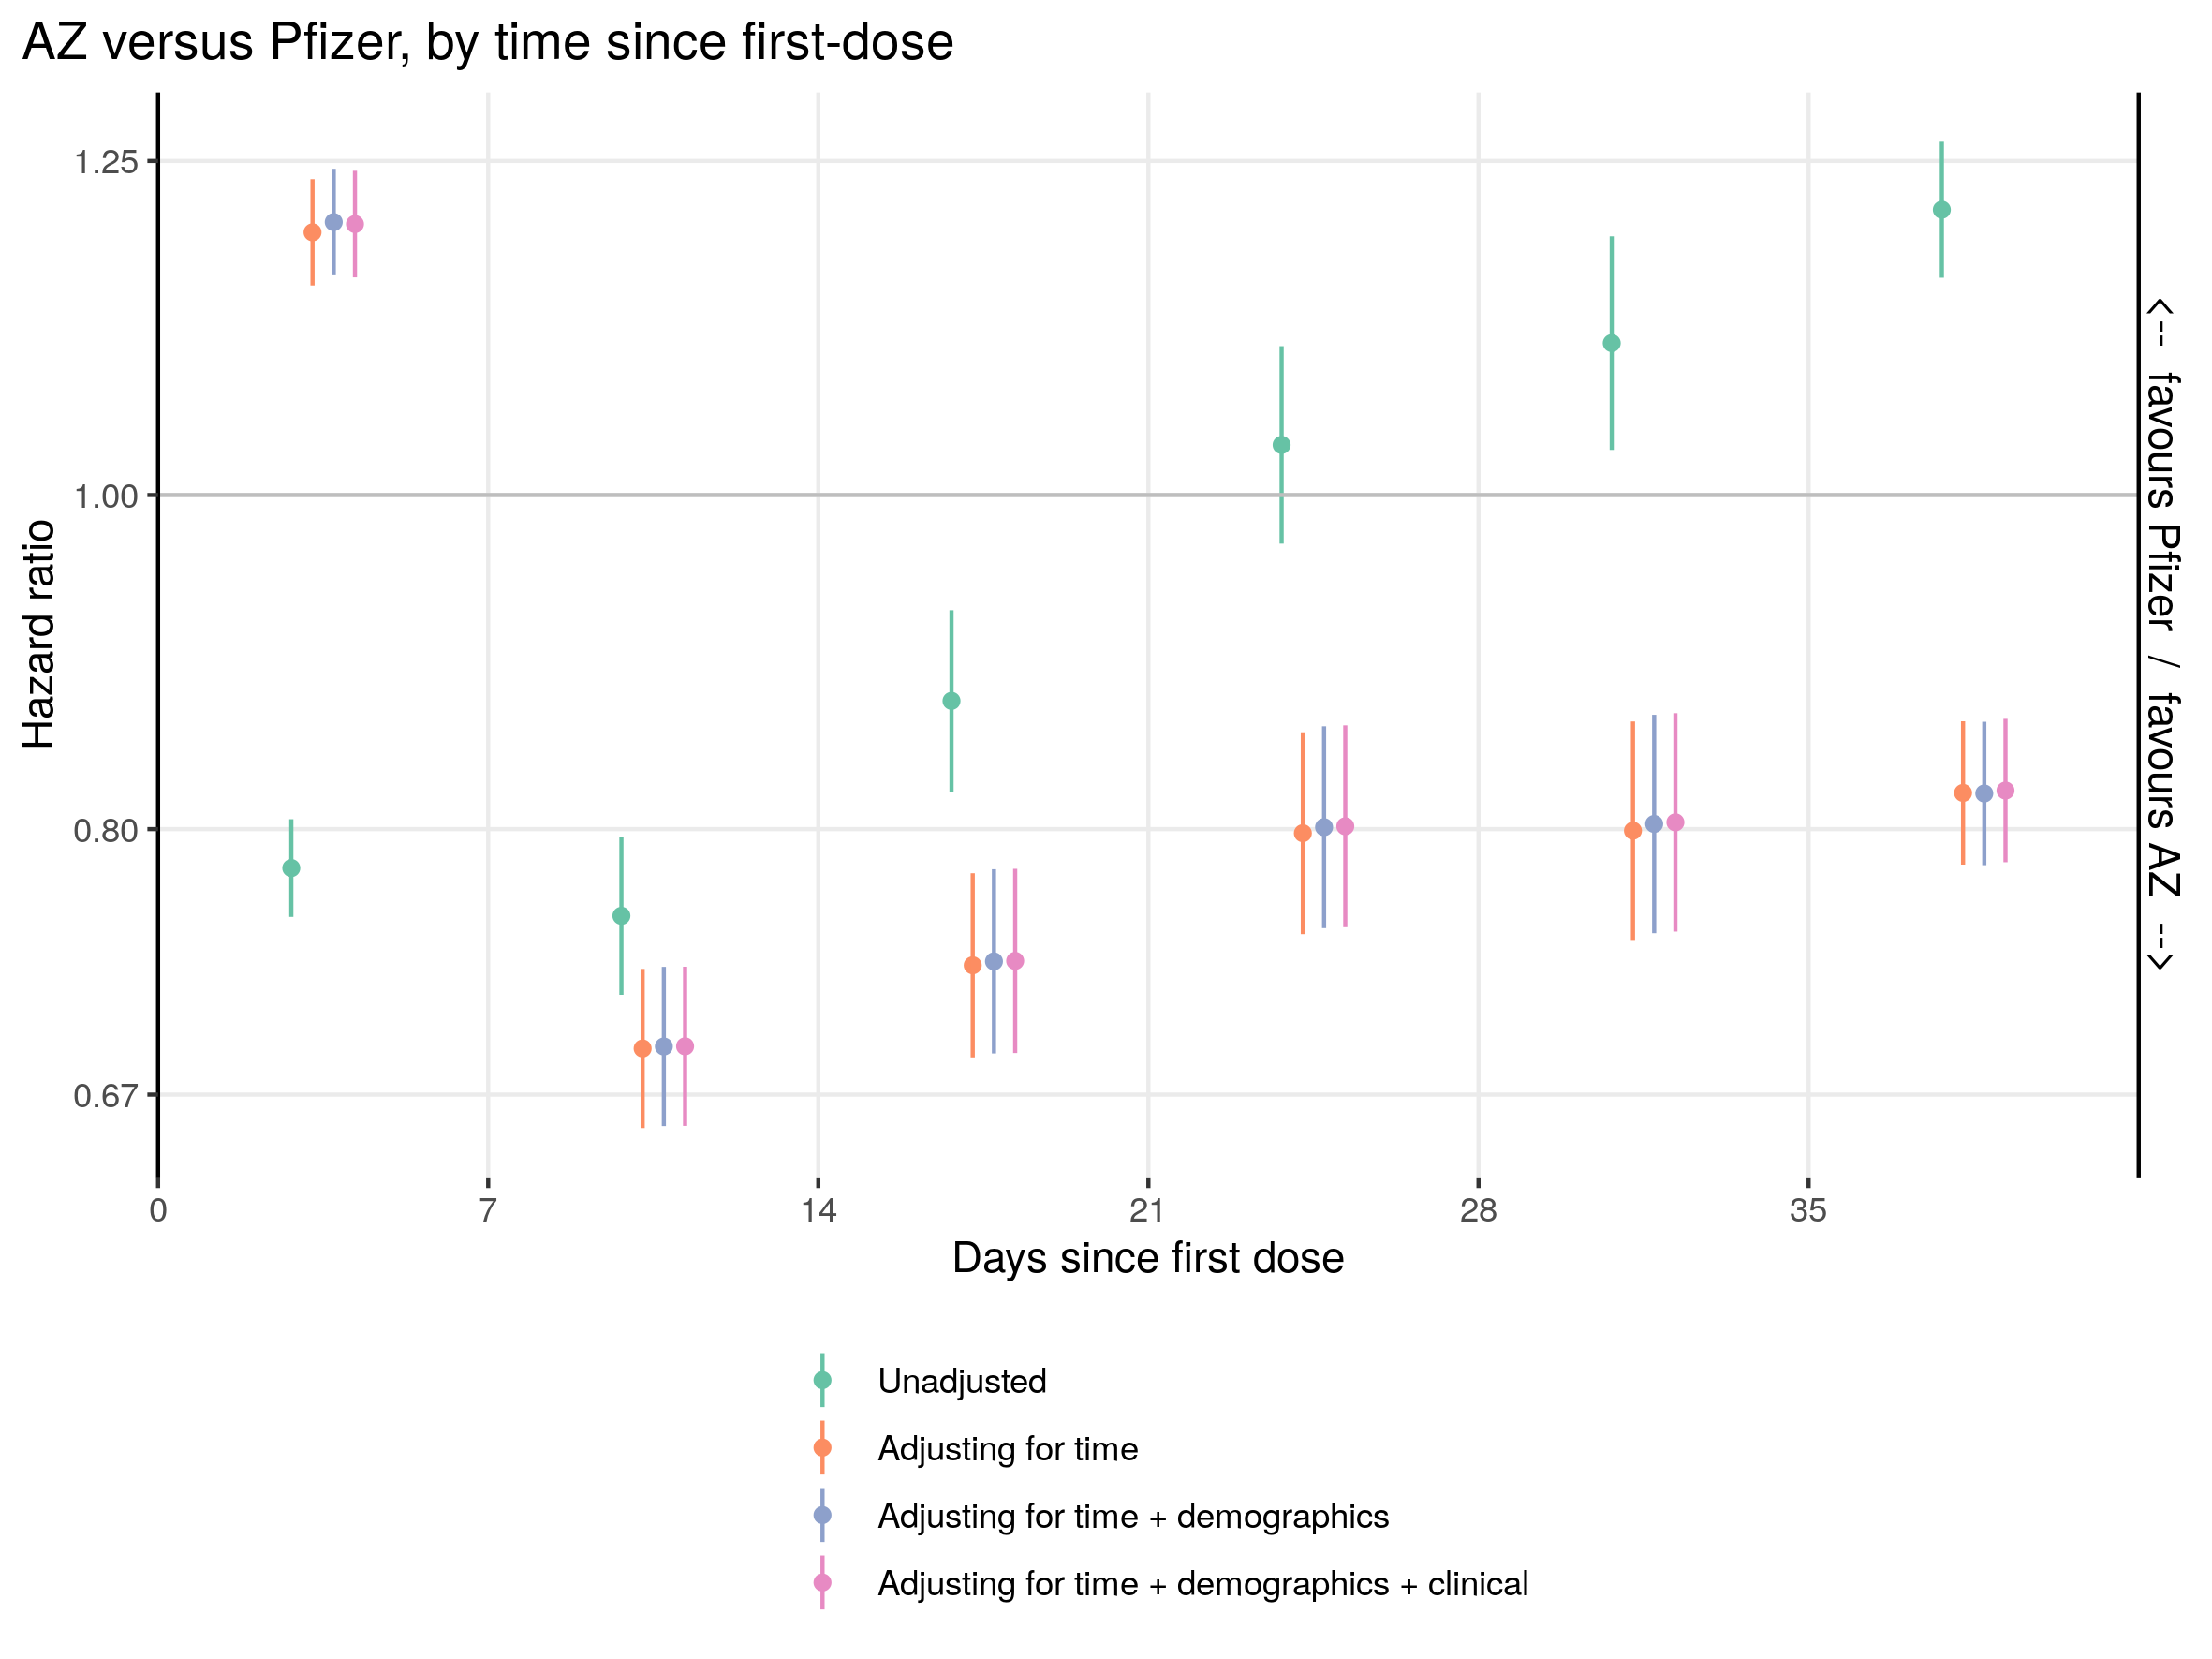 AZ versus Pfizer, by time since first-dose
Hazard ratio
1.25
1.00
0.80
0.67
0
7
14
21
28
35
Days since first dose
<-- favours Pfizer / favours AZ -->
Unadjusted
Adjusting for time
Adjusting for time + demographics
Adjusting for time + demographics + clinical